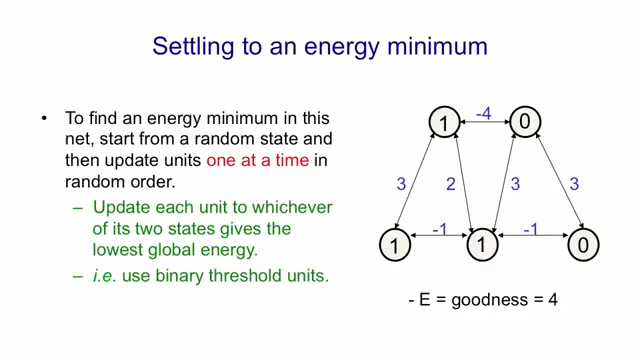 Settling to an energy minimum
• To find an energy minimum in this
net, start from a random state and
then update units one at a time in
random order.
– Update each unit to whichever
of its two states gives the
lowest global energy.
– i.e. use binary threshold units.
1 -4 0
3 2 3 3
1 -1 1 -1 0
- E = goodness = 4